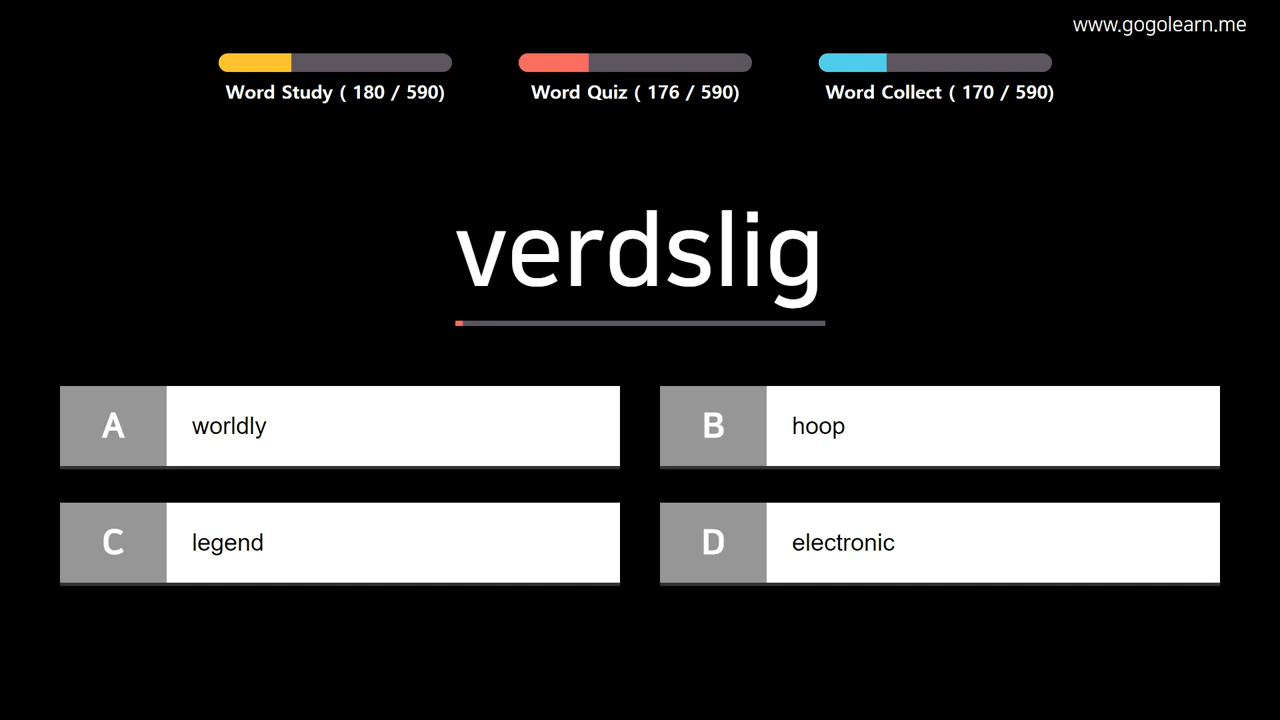 www.gogolearn.me
Word Study ( 180 / 590)
Word Quiz ( 176 / 590)
Word Collect ( 170 / 590)
verdslig
A worldly
B hoop
C legend
D electronic